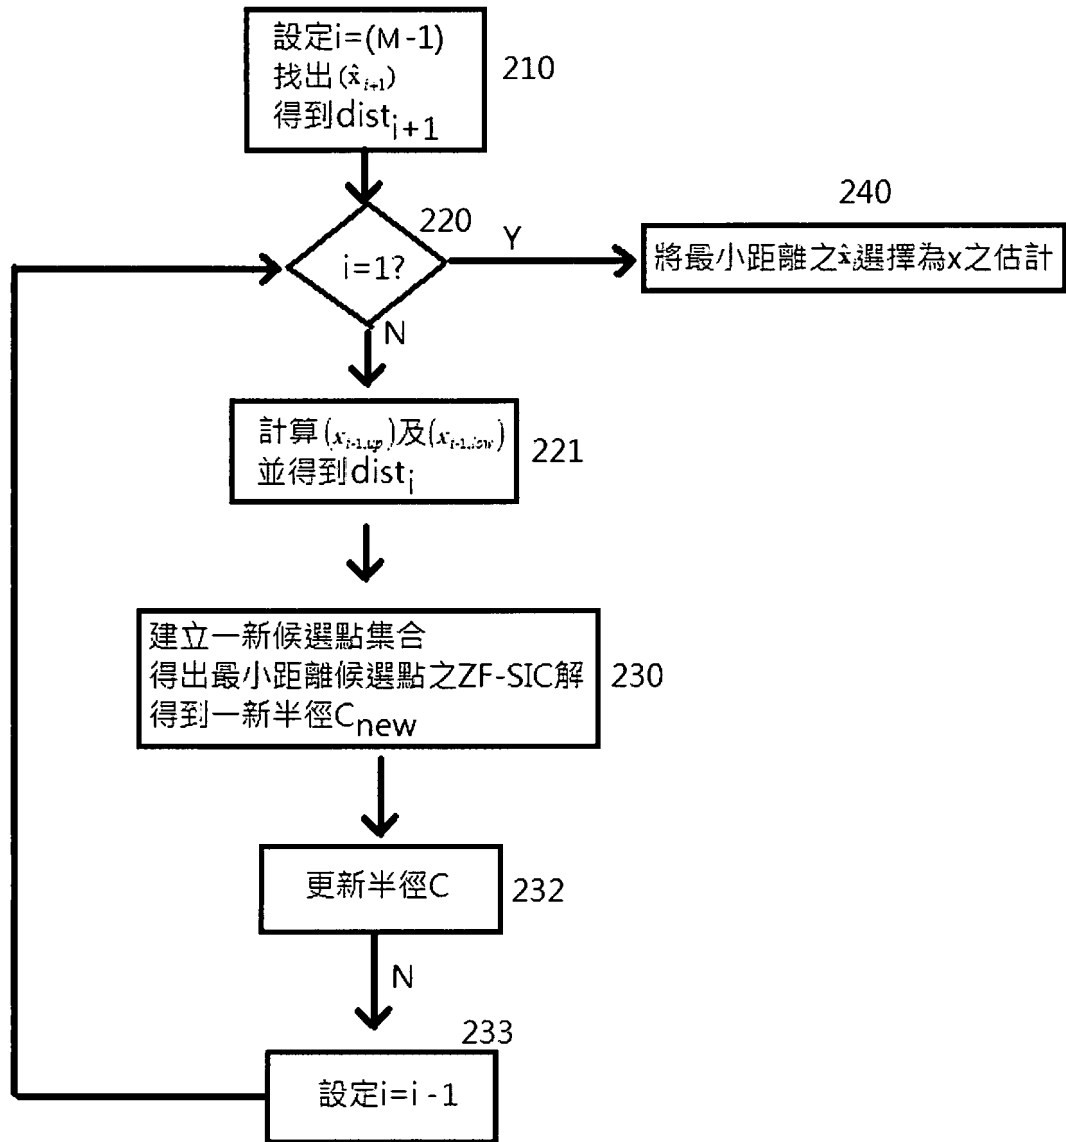 設定i=(M-1)
找出(x̂i+1)
得到disti+1
210
220
i=1?
Y
240
將最小距離之x̂選擇為x之估計
N
計算(xi-1,up)及(xi-1,low)
並得到disti
221
建立一新候選點集合
得出最小距離候選點之ZF-SIC解
得到一新半徑Cnew
230
更新半徑C
232
N
233
設定i=i-1